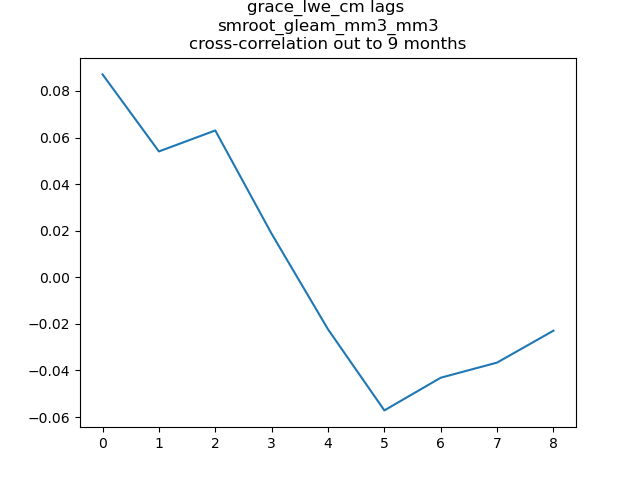 grace_lwe_cm lags
smroot_gleam_mm3_mm3
cross-correlation out to 9 months
0.08
0.06
0.04
0.02
0.00
−0.02
−0.04
−0.06
0 1 2 3 4 5 6 7 8